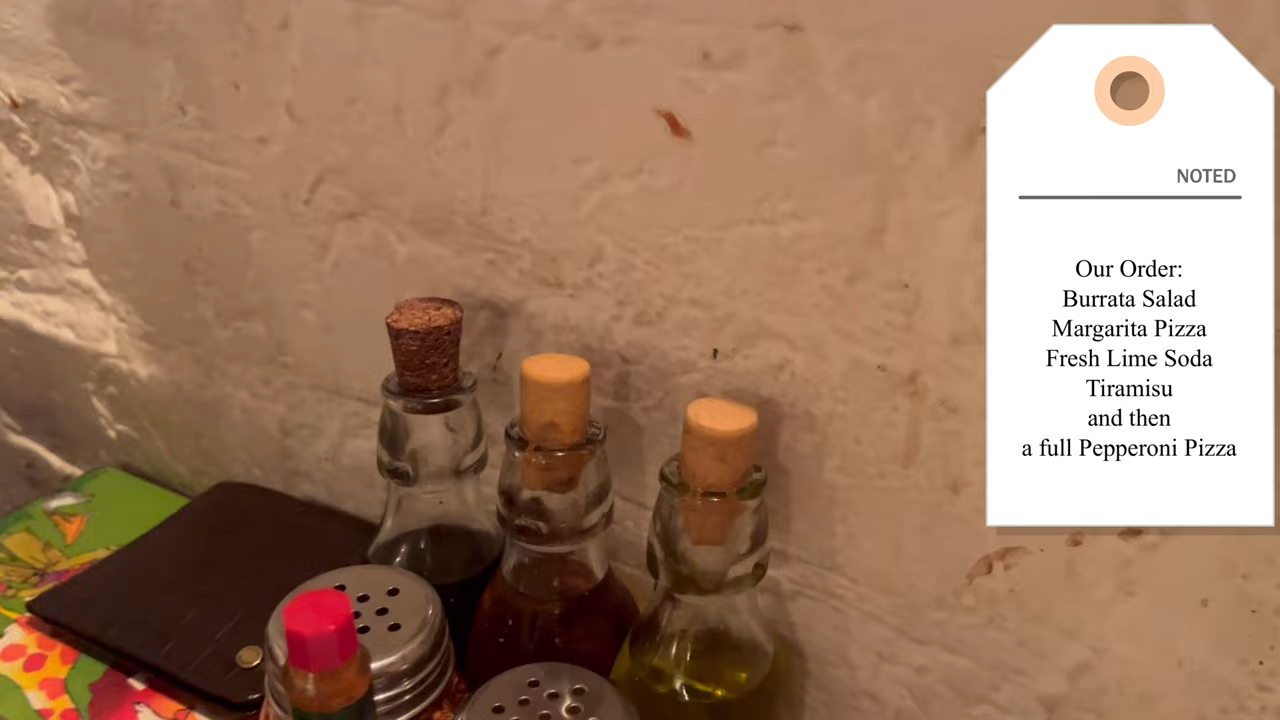 NOTED
Our Order:
Burrata Salad
Margarita Pizza
Fresh Lime Soda
Tiramisu
and then
a full Pepperoni Pizza